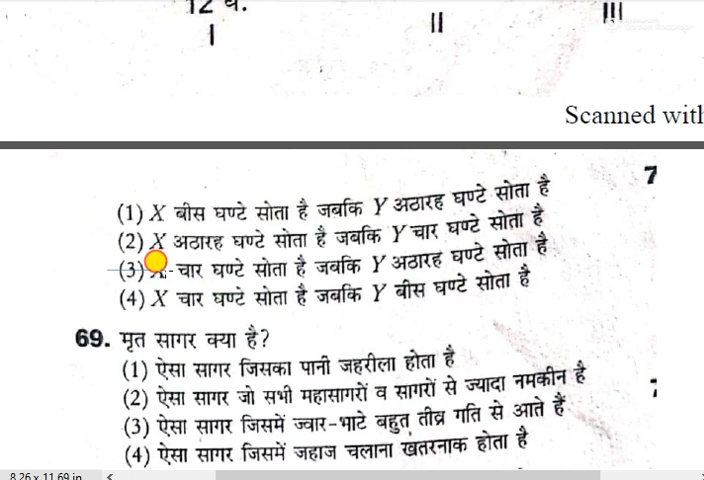 12 व.
I II III
Scanned with
7
(1) X बीस घण्टे सोता है जबकि Y अठारह घण्टे सोता है
(2) X अठारह घण्टे सोता है जबकि Y चार घण्टे सोता है
(3) X चार घण्टे सोता है जबकि Y अठारह घण्टे सोता है
(4) X चार घण्टे सोता है जबकि Y बीस घण्टे सोता है
69. मृत सागर क्या है?
(1) ऐसा सागर जिसका पानी जहरीला होता है
(2) ऐसा सागर जो सभी महासागरों व सागरों से ज्यादा नमकीन है
(3) ऐसा सागर जिसमें ज्वार-भाटे बहुत तीव्र गति से आते हैं
(4) ऐसा सागर जिसमें जहाज चलाना खतरनाक होता है
8.26 x 11.69 in